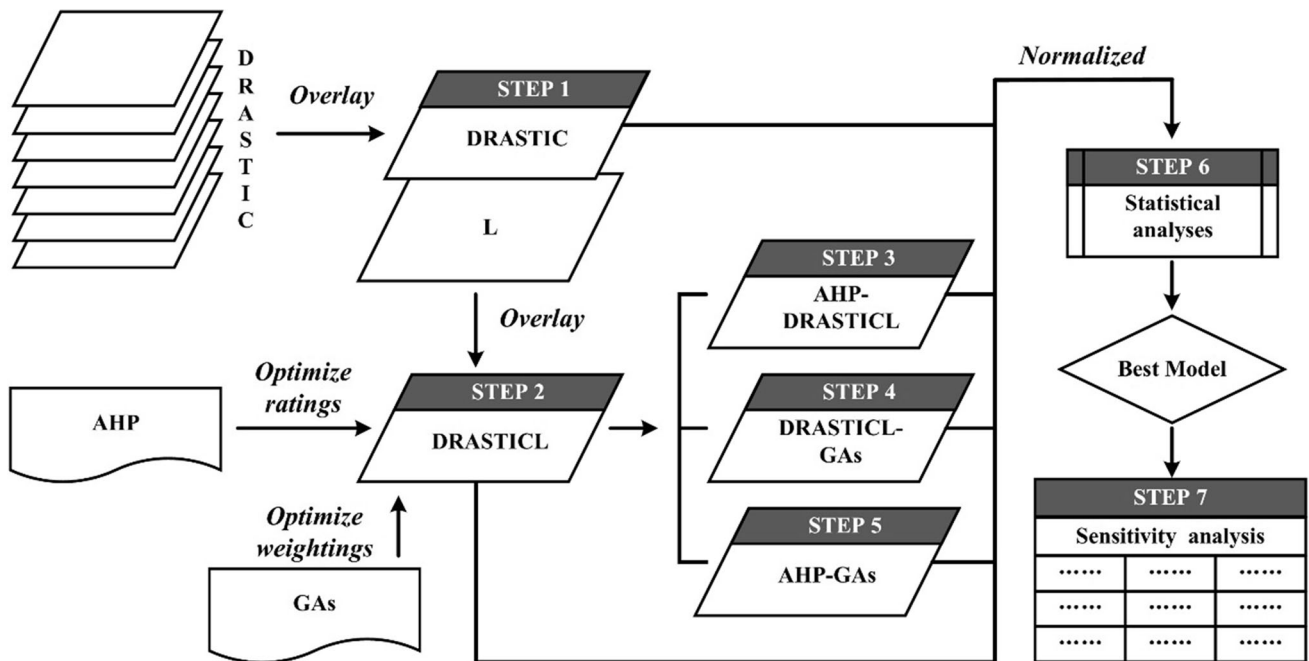 D
R
A
S
T
I
C
Overlay
STEP 1
DRASTIC
L
Overlay
AHP
Optimize
ratings
STEP 2
DRASTICL
Optimize
weightings
GAs
STEP 3
AHP-
DRASTICL
STEP 4
DRASTICL-
GAs
STEP 5
AHP-GAs
Normalized
STEP 6
Statistical
analyses
Best Model
STEP 7
Sensitivity analysis
...... ...... ......
...... ...... ......
...... ...... ......